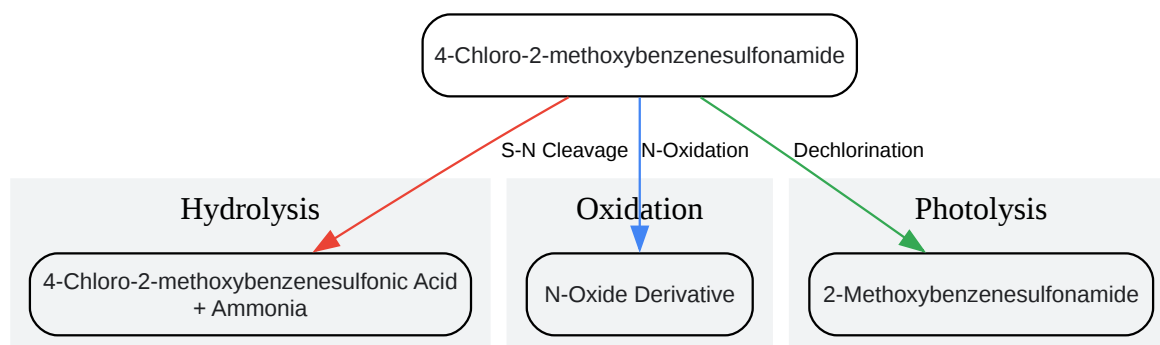 4-Chloro-2-methoxybenzenesulfonamide
S-N Cleavage
N-Oxidation
Dechlorination
Hydrolysis
Oxidation
Photolysis
4-Chloro-2-methoxybenzenesulfonic Acid
+ Ammonia
N-Oxide Derivative
2-Methoxybenzenesulfonamide